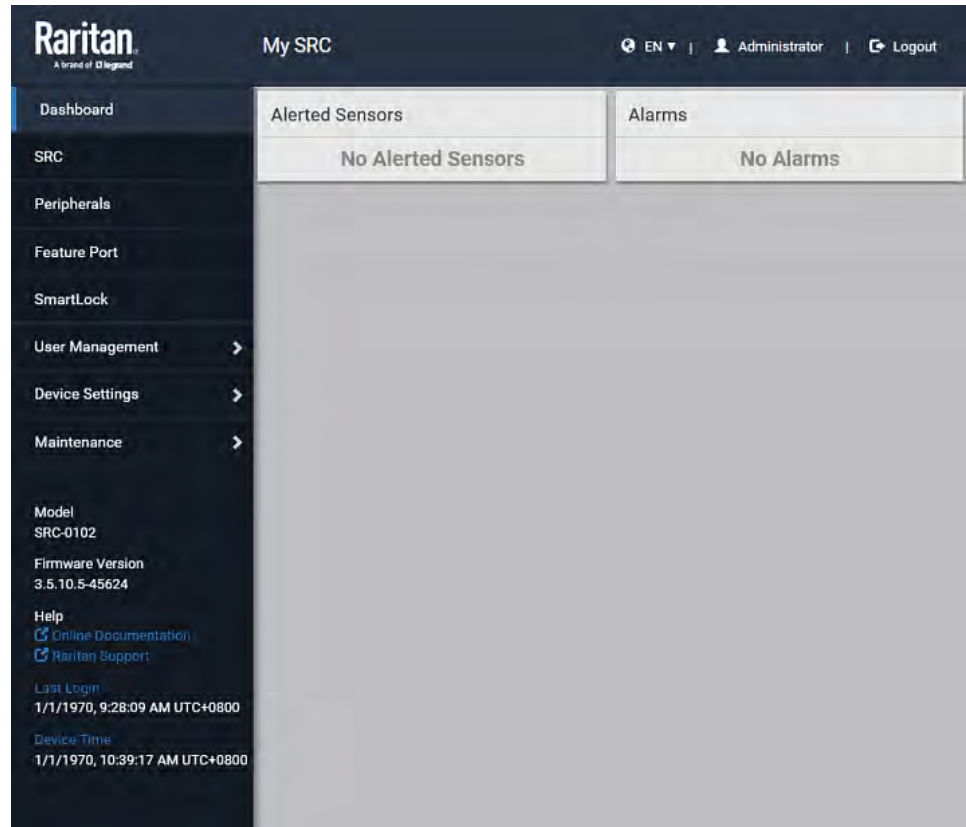 Raritan.
A brand of legrand
My SRC
EN
|
Administrator
|
Logout
Dashboard
SRC
Peripherals
Feature Port
SmartLock
User Management
Device Settings
Maintenance
Model
SRC-0102
Firmware Version
3.5.10.5-45624
Help
Online Documentation
Raritan Support
Last Login
1/1/1970, 9:28:09 AM UTC+0800
Device Time
1/1/1970, 10:39:17 AM UTC+0800
Alerted Sensors
No Alerted Sensors
Alarms
No Alarms